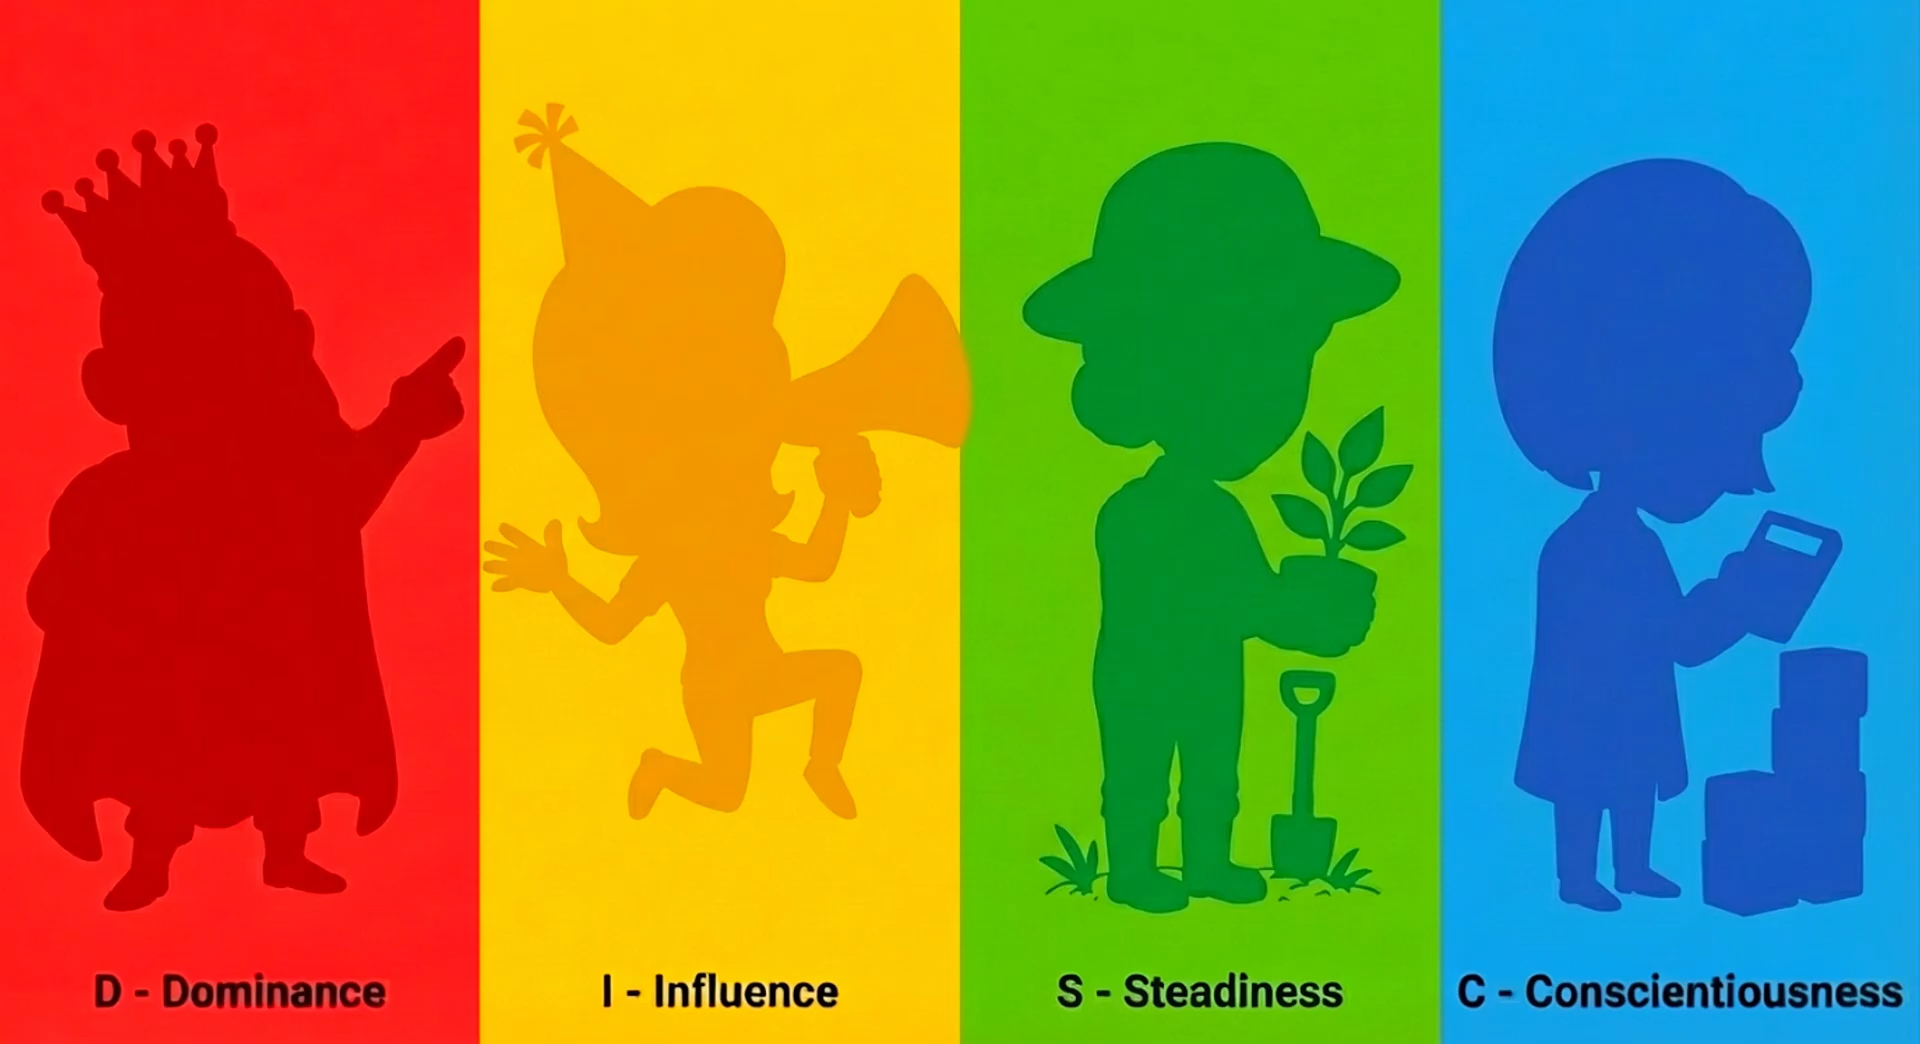 D - Dominance
I - Influence
S - Steadiness
C - Conscientiousness